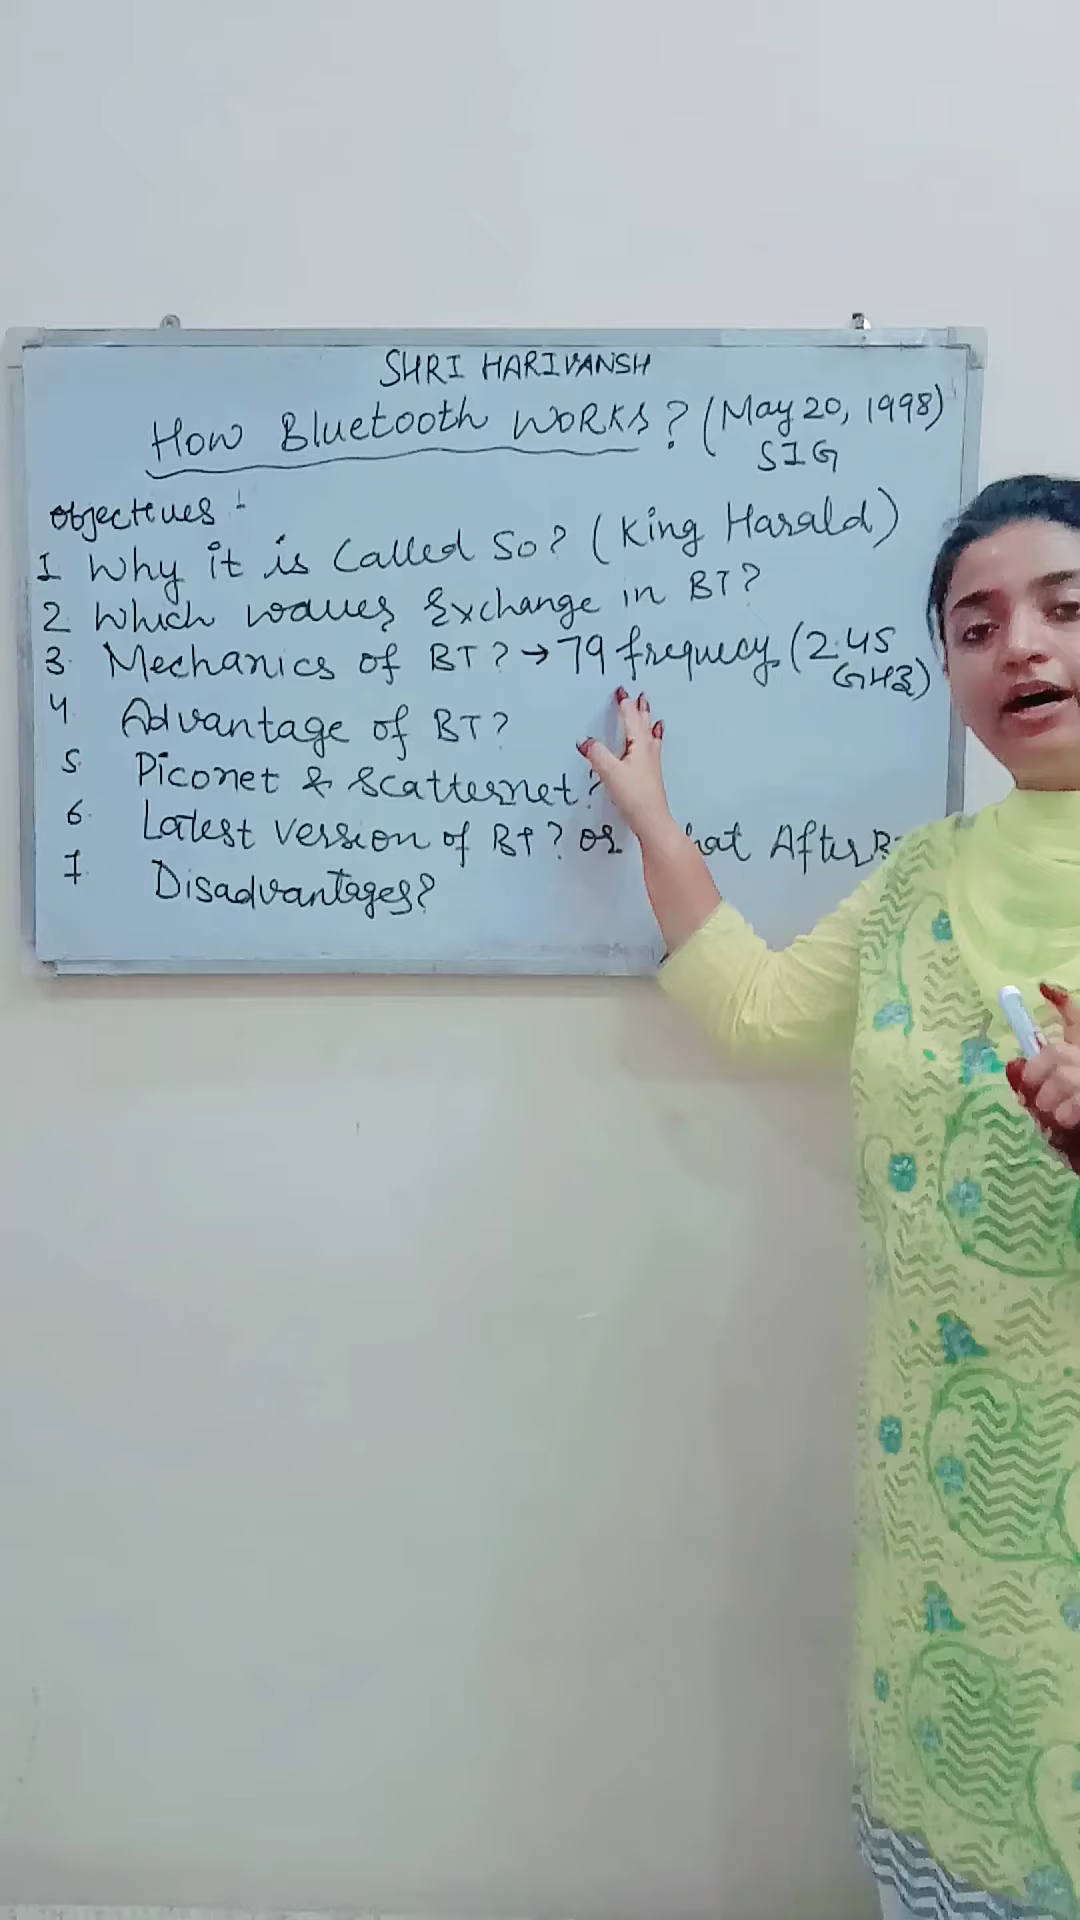 SHRI HARIVANSH
How Bluetooth WORKS? (May 20, 1998)
SIG
Objectives :-
1 Why it is Called So? (King Harald)
2. Which waves Exchange in BT?
3. Mechanics of BT? → 79 frequecy (2.45
GHz)
4. Advantage of BT?
5. Piconet & Scatternet?
6. Latest version of BT? or After
7. Disadvantages?